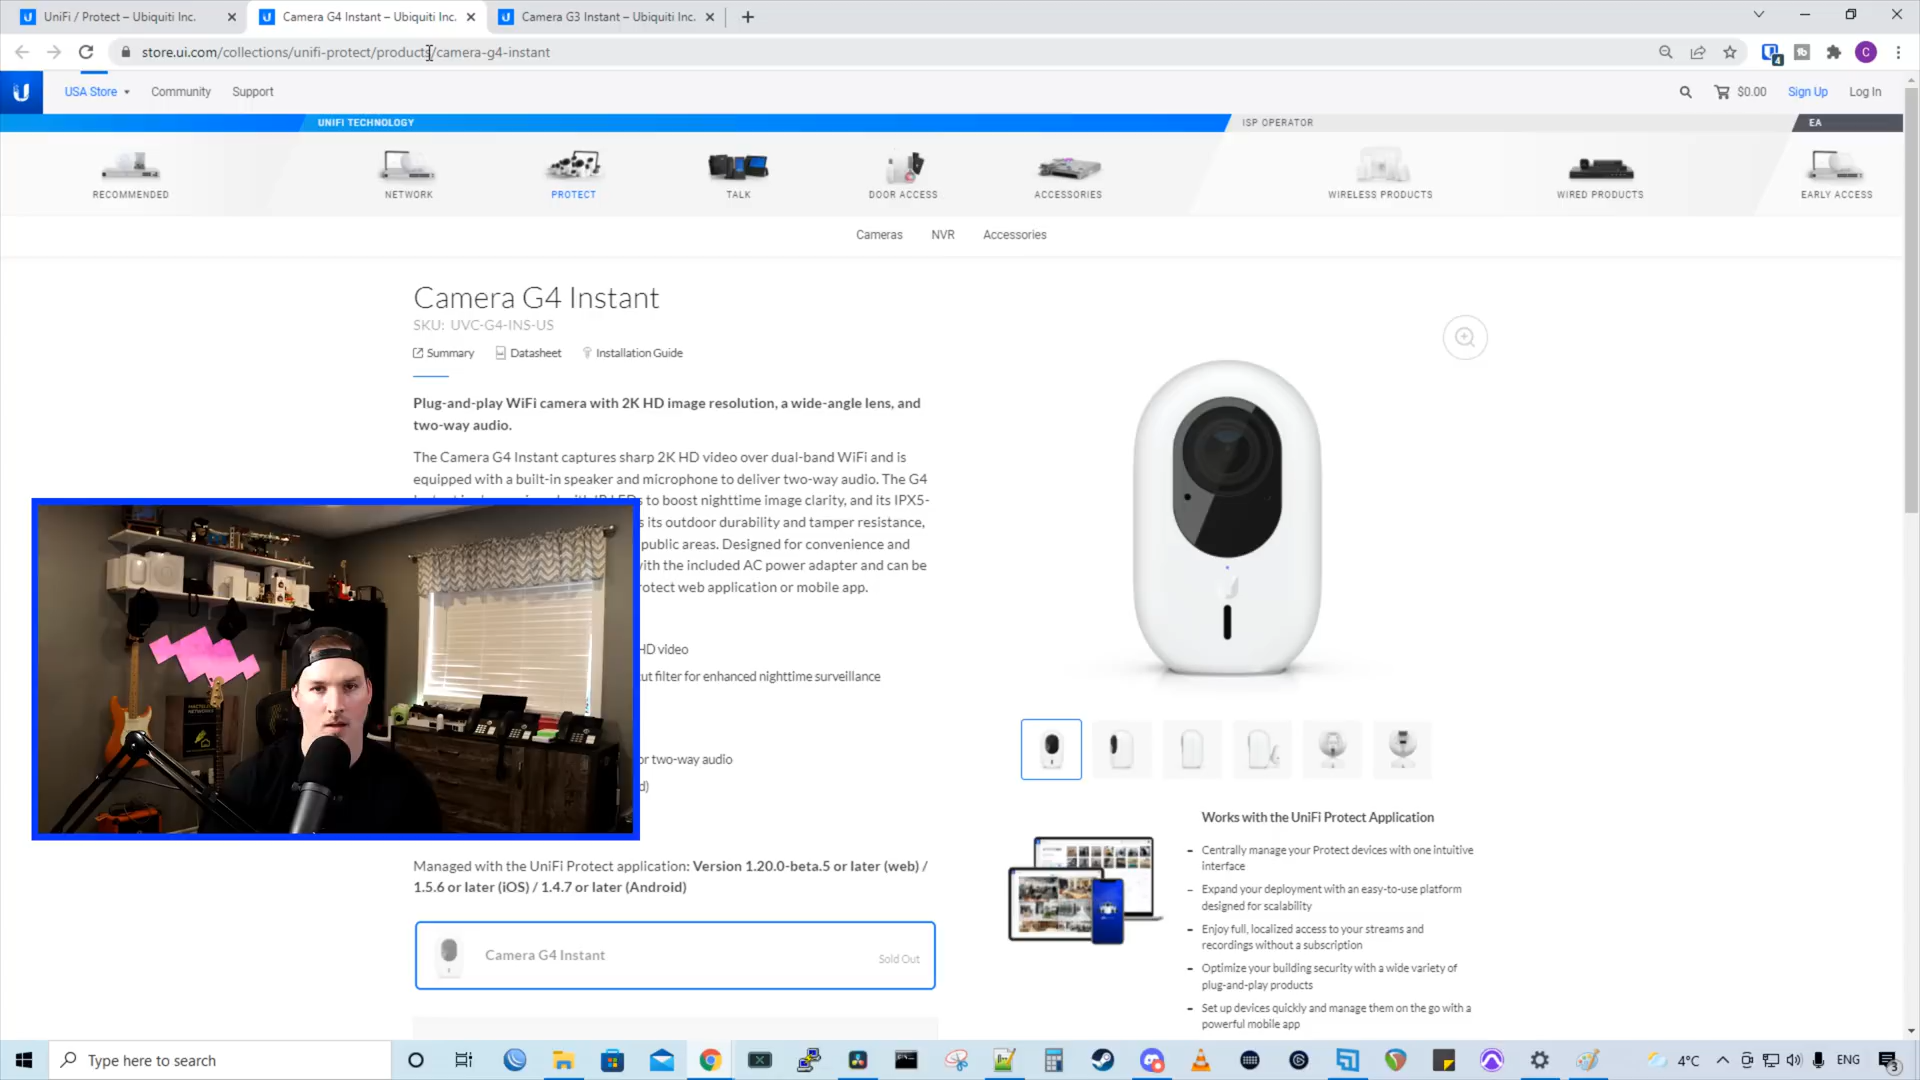 UniFi / Protect – Ubiquiti Inc.
Camera G4 Instant – Ubiquiti Inc.
Camera G3 Instant – Ubiquiti Inc.
store.ui.com/collections/unifi-protect/products/camera-g4-instant
4
C
USA Store
Community
Support
$0.00
Sign Up
Log In
UNIFI TECHNOLOGY
ISP OPERATOR
EA
RECOMMENDED
NETWORK
PROTECT
TALK
DOOR ACCESS
ACCESSORIES
WIRELESS PRODUCTS
WIRED PRODUCTS
EARLY ACCESS
Cameras
NVR
Accessories
Camera G4 Instant
SKU: UVC-G4-INS-US
Summary
Datasheet
Installation Guide
Plug-and-play WiFi camera with 2K HD image resolution, a wide-angle lens, and
two-way audio.
The Camera G4 Instant captures sharp 2K HD video over dual-band WiFi and is
equipped with a built-in speaker and microphone to deliver two-way audio. The G4
to boost nighttime image clarity, and its IPX5-
s its outdoor durability and tamper resistance,
public areas. Designed for convenience and
with the included AC power adapter and can be
rotect web application or mobile app.
HD video
ut filter for enhanced nighttime surveillance
or two-way audio
d)
Managed with the UniFi Protect application: Version 1.20.0-beta.5 or later (web) /
1.5.6 or later (iOS) / 1.4.7 or later (Android)
Camera G4 Instant
Sold Out
Works with the UniFi Protect Application
- Centrally manage your Protect devices with one intuitive
interface
- Expand your deployment with an easy-to-use platform
designed for scalability
- Enjoy full, localized access to your streams and
recordings without a subscription
- Optimize your building security with a wide variety of
plug-and-play products
- Set up devices quickly and manage them on the go with a
powerful mobile app
Type here to search
4°C
ENG
3